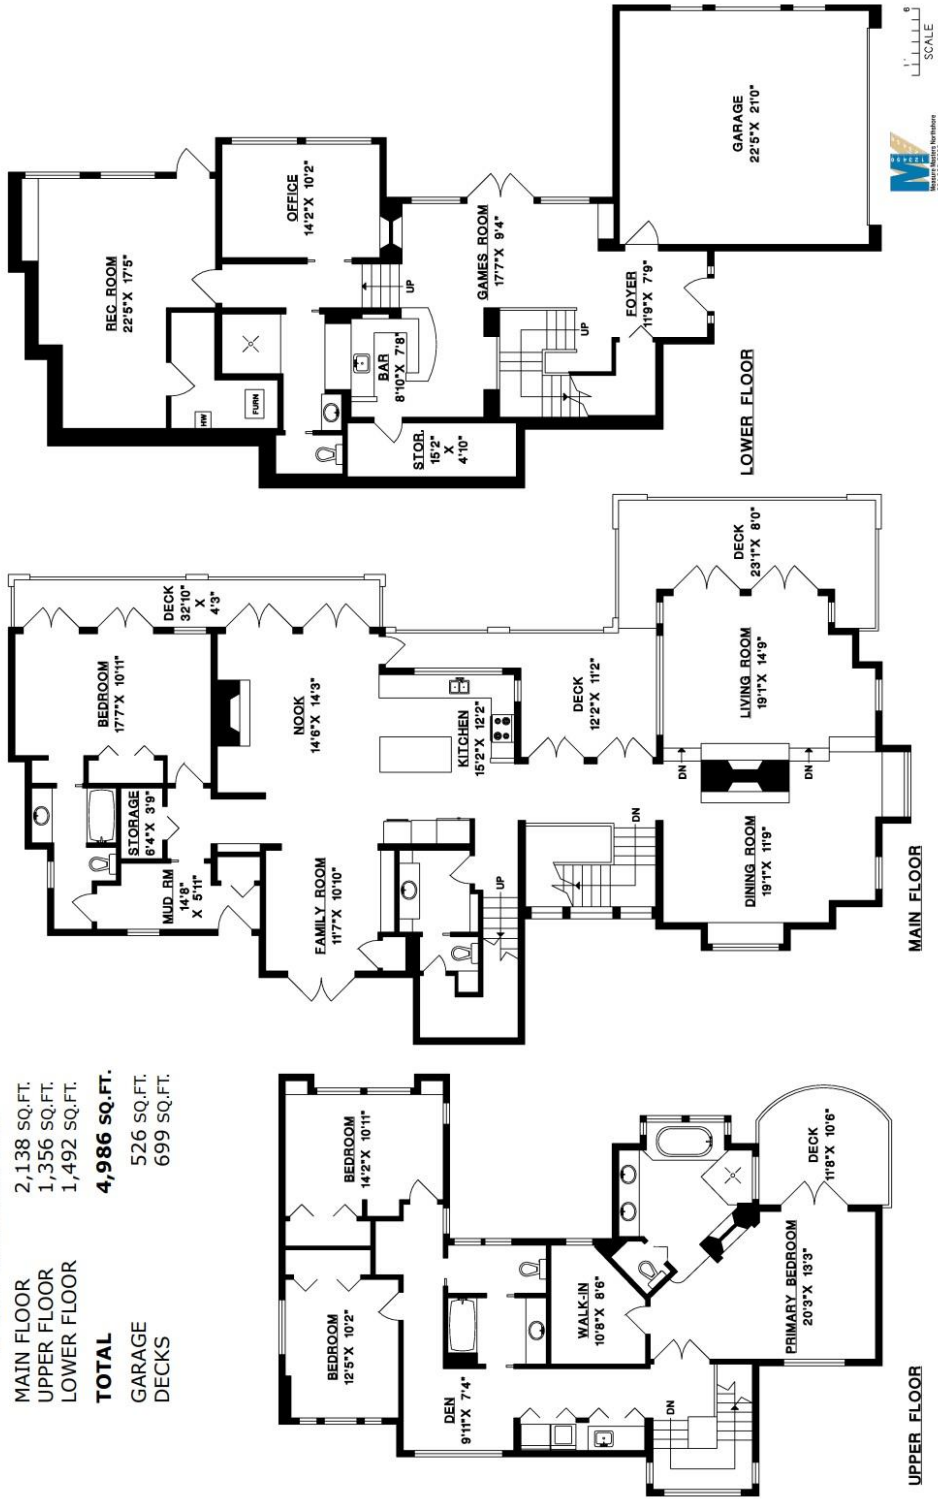 MAIN FLOOR 2,138 SQ.FT.
UPPER FLOOR 1,356 SQ.FT.
LOWER FLOOR 1,492 SQ.FT.
TOTAL 4,986 SQ.FT.
GARAGE 526 SQ.FT.
DECKS 699 SQ.FT.
BEDROOM
12'5"X 10'2"
BEDROOM
14'2"X 10'11"
DEN
9'11"X 7'4"
WALK-IN
10'8"X 8'6"
DN
PRIMARY BEDROOM
20'3"X 13'3"
DECK
11'8"X 10'6"
UPPER FLOOR
BEDROOM
17'7"X 10'11"
DECK
32'10"
X
4'3"
STORAGE
6'4"X 3'9"
MUD RM
14'8"
X 5'11"
NOOK
14'6"X 14'3"
FAMILY ROOM
11'7"X 10'10"
KITCHEN
15'2"X 12'2"
UP
DECK
12'2"X 11'2"
DN
DN
DN
LIVING ROOM
19'1"X 14'9"
DECK
23'1"X 8'0"
DINING ROOM
19'1"X 11'9"
MAIN FLOOR
REC ROOM
22'5"X 17'5"
HW
FURN
OFFICE
14'2"X 10'2"
UP
BAR
8'10"X 7'8"
STOR.
15'2"
X
4'10"
GAMES ROOM
17'7"X 9'4"
UP
FOYER
11'9"X 7'9"
GARAGE
22'5"X 21'0"
LOWER FLOOR
M
123456
Measure Masters Northshore
1'
6
SCALE